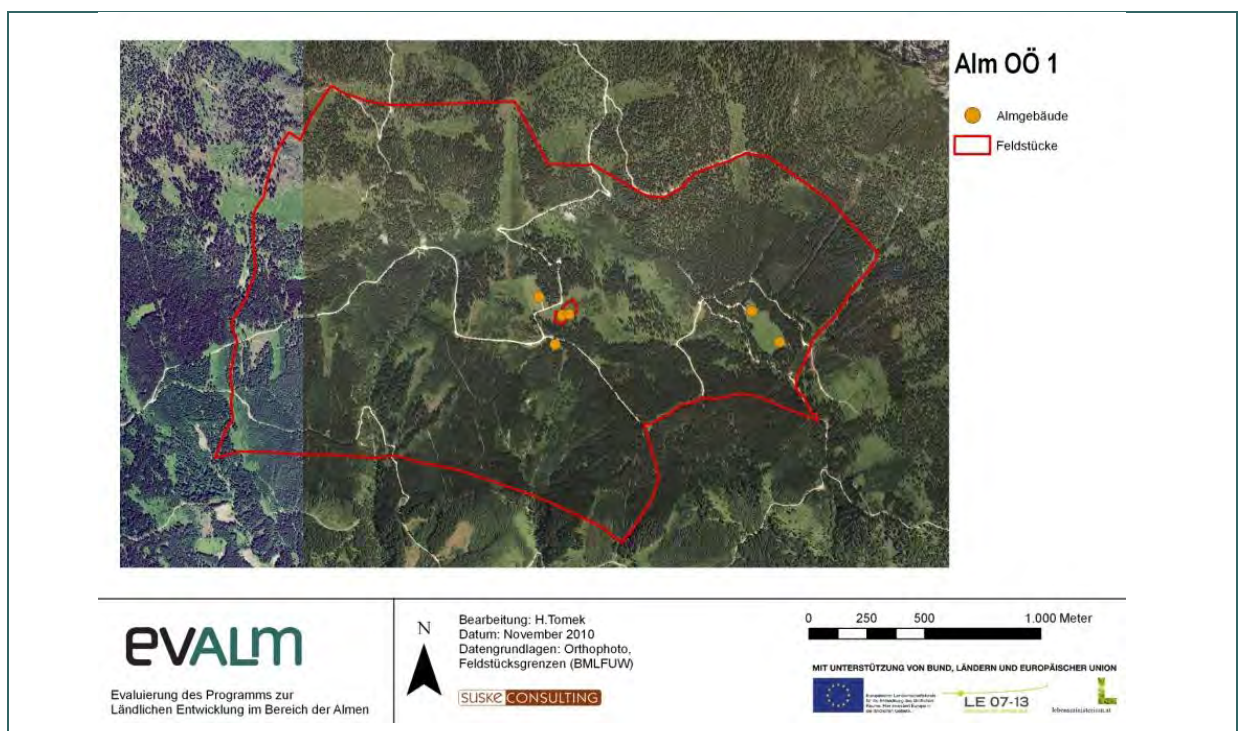 Alm OÖ 1
Almgebäude
Feldstücke
evALM
Evaluierung des Programms zur
Ländlichen Entwicklung im Bereich der Almen
N
Bearbeitung: H.Tomek
Datum: November 2010
Datengrundlagen: Orthophoto,
Feldstücksgrenzen (BMLFUW)
suske CONSULTING
0 250 500 1.000 Meter
MIT UNTERSTÜTZUNG VON BUND, LÄNDERN UND EUROPÄISCHER UNION
LE 07-13
lebensministerium.at